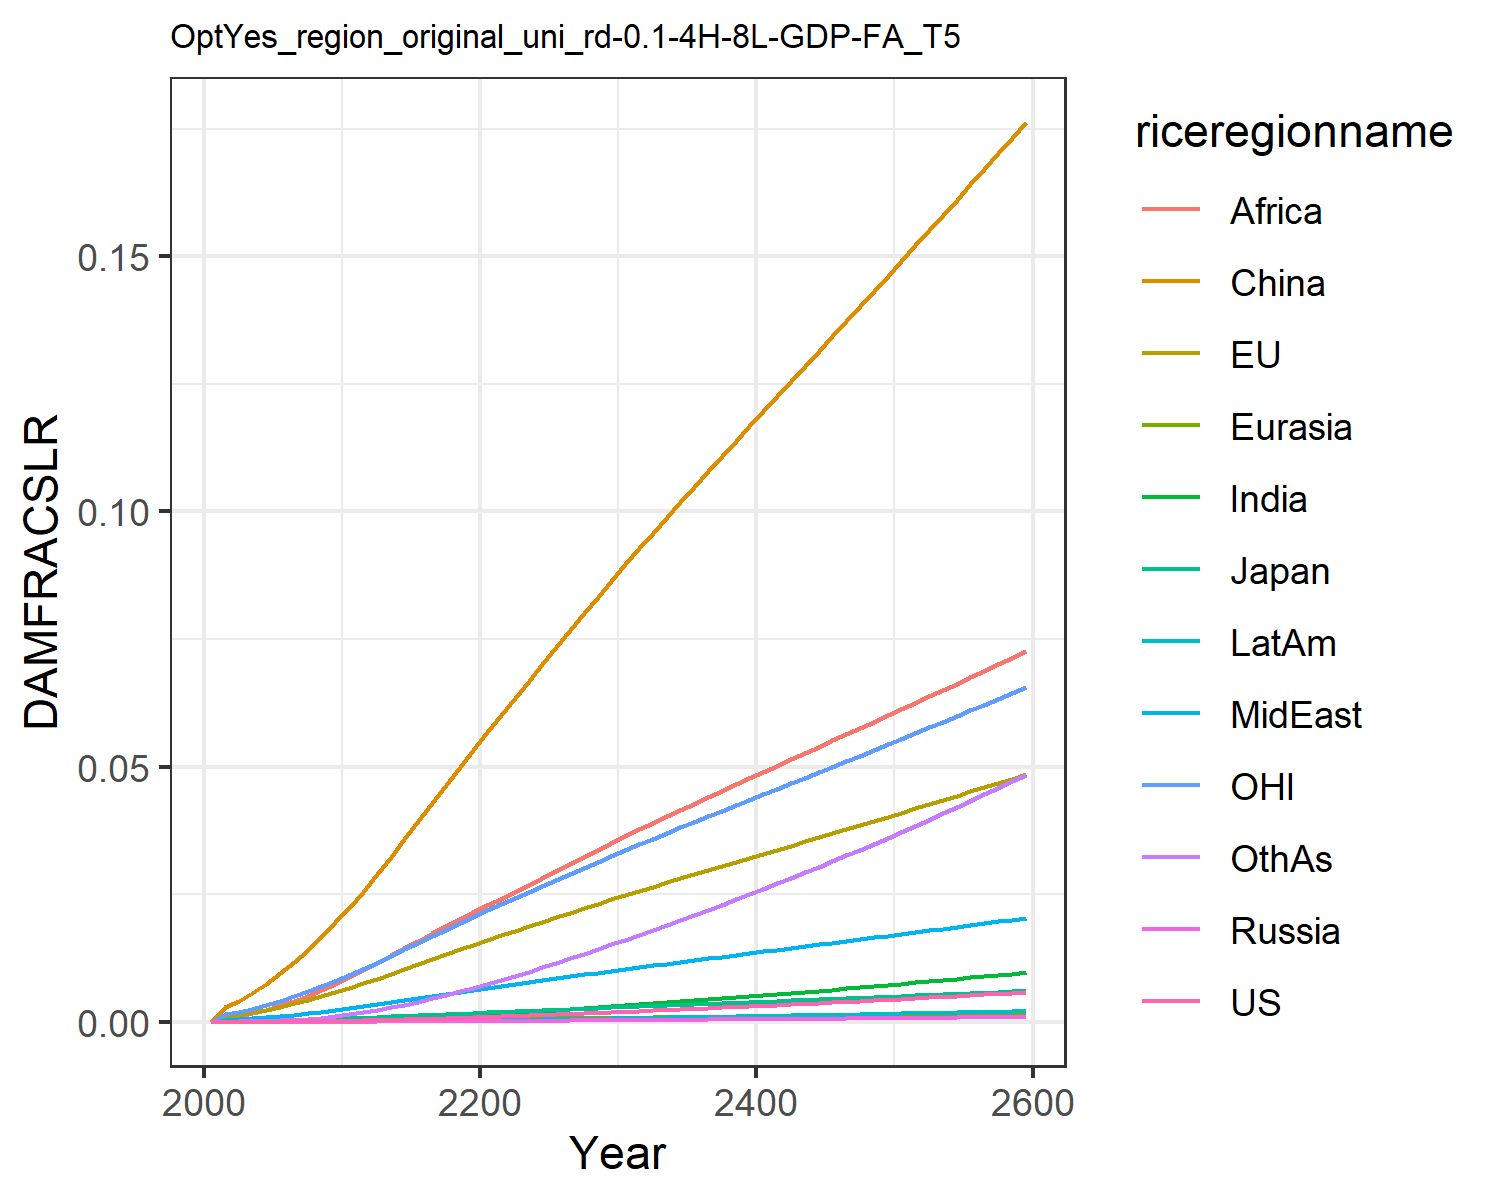 OptYes_region_original_uni_rd-0.1-4H-8L-GDP-FA_T5
DAMFRACSLR
0.15
0.10
0.05
0.00
2000 2200 2400 2600
Year
riceregionname
Africa
China
EU
Eurasia
India
Japan
LatAm
MidEast
OHI
OthAs
Russia
US